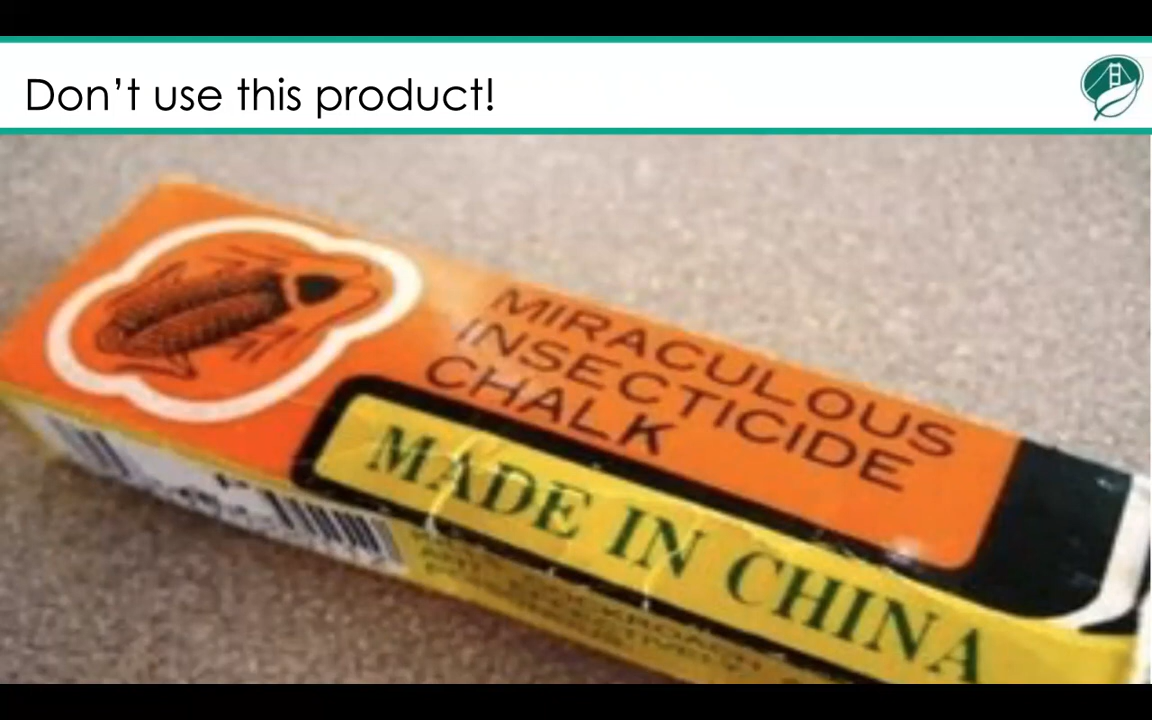 Don't use this product!
MIRACULOUS
INSECTICIDE
CHALK
MADE IN CHINA